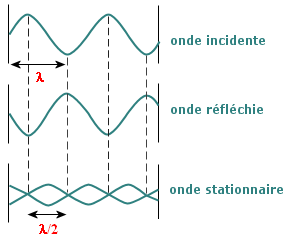 onde incidente
λ
onde réfléchie
onde stationnaire
λ/2